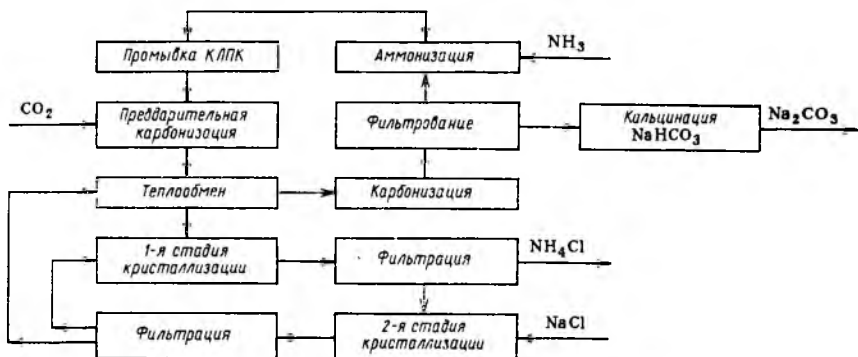 Промывка КЛПК
Аммонизация
NH₃
CO₂
Предварительная
карбонизация
Фильтрование
Кальцинация
NaHCO₃
Na₂CO₃
Теплообмен
Карбонизация
1-я стадия
кристаллизации
Фильтрация
NH₄Cl
Фильтрация
2-я стадия
кристаллизации
NaCl